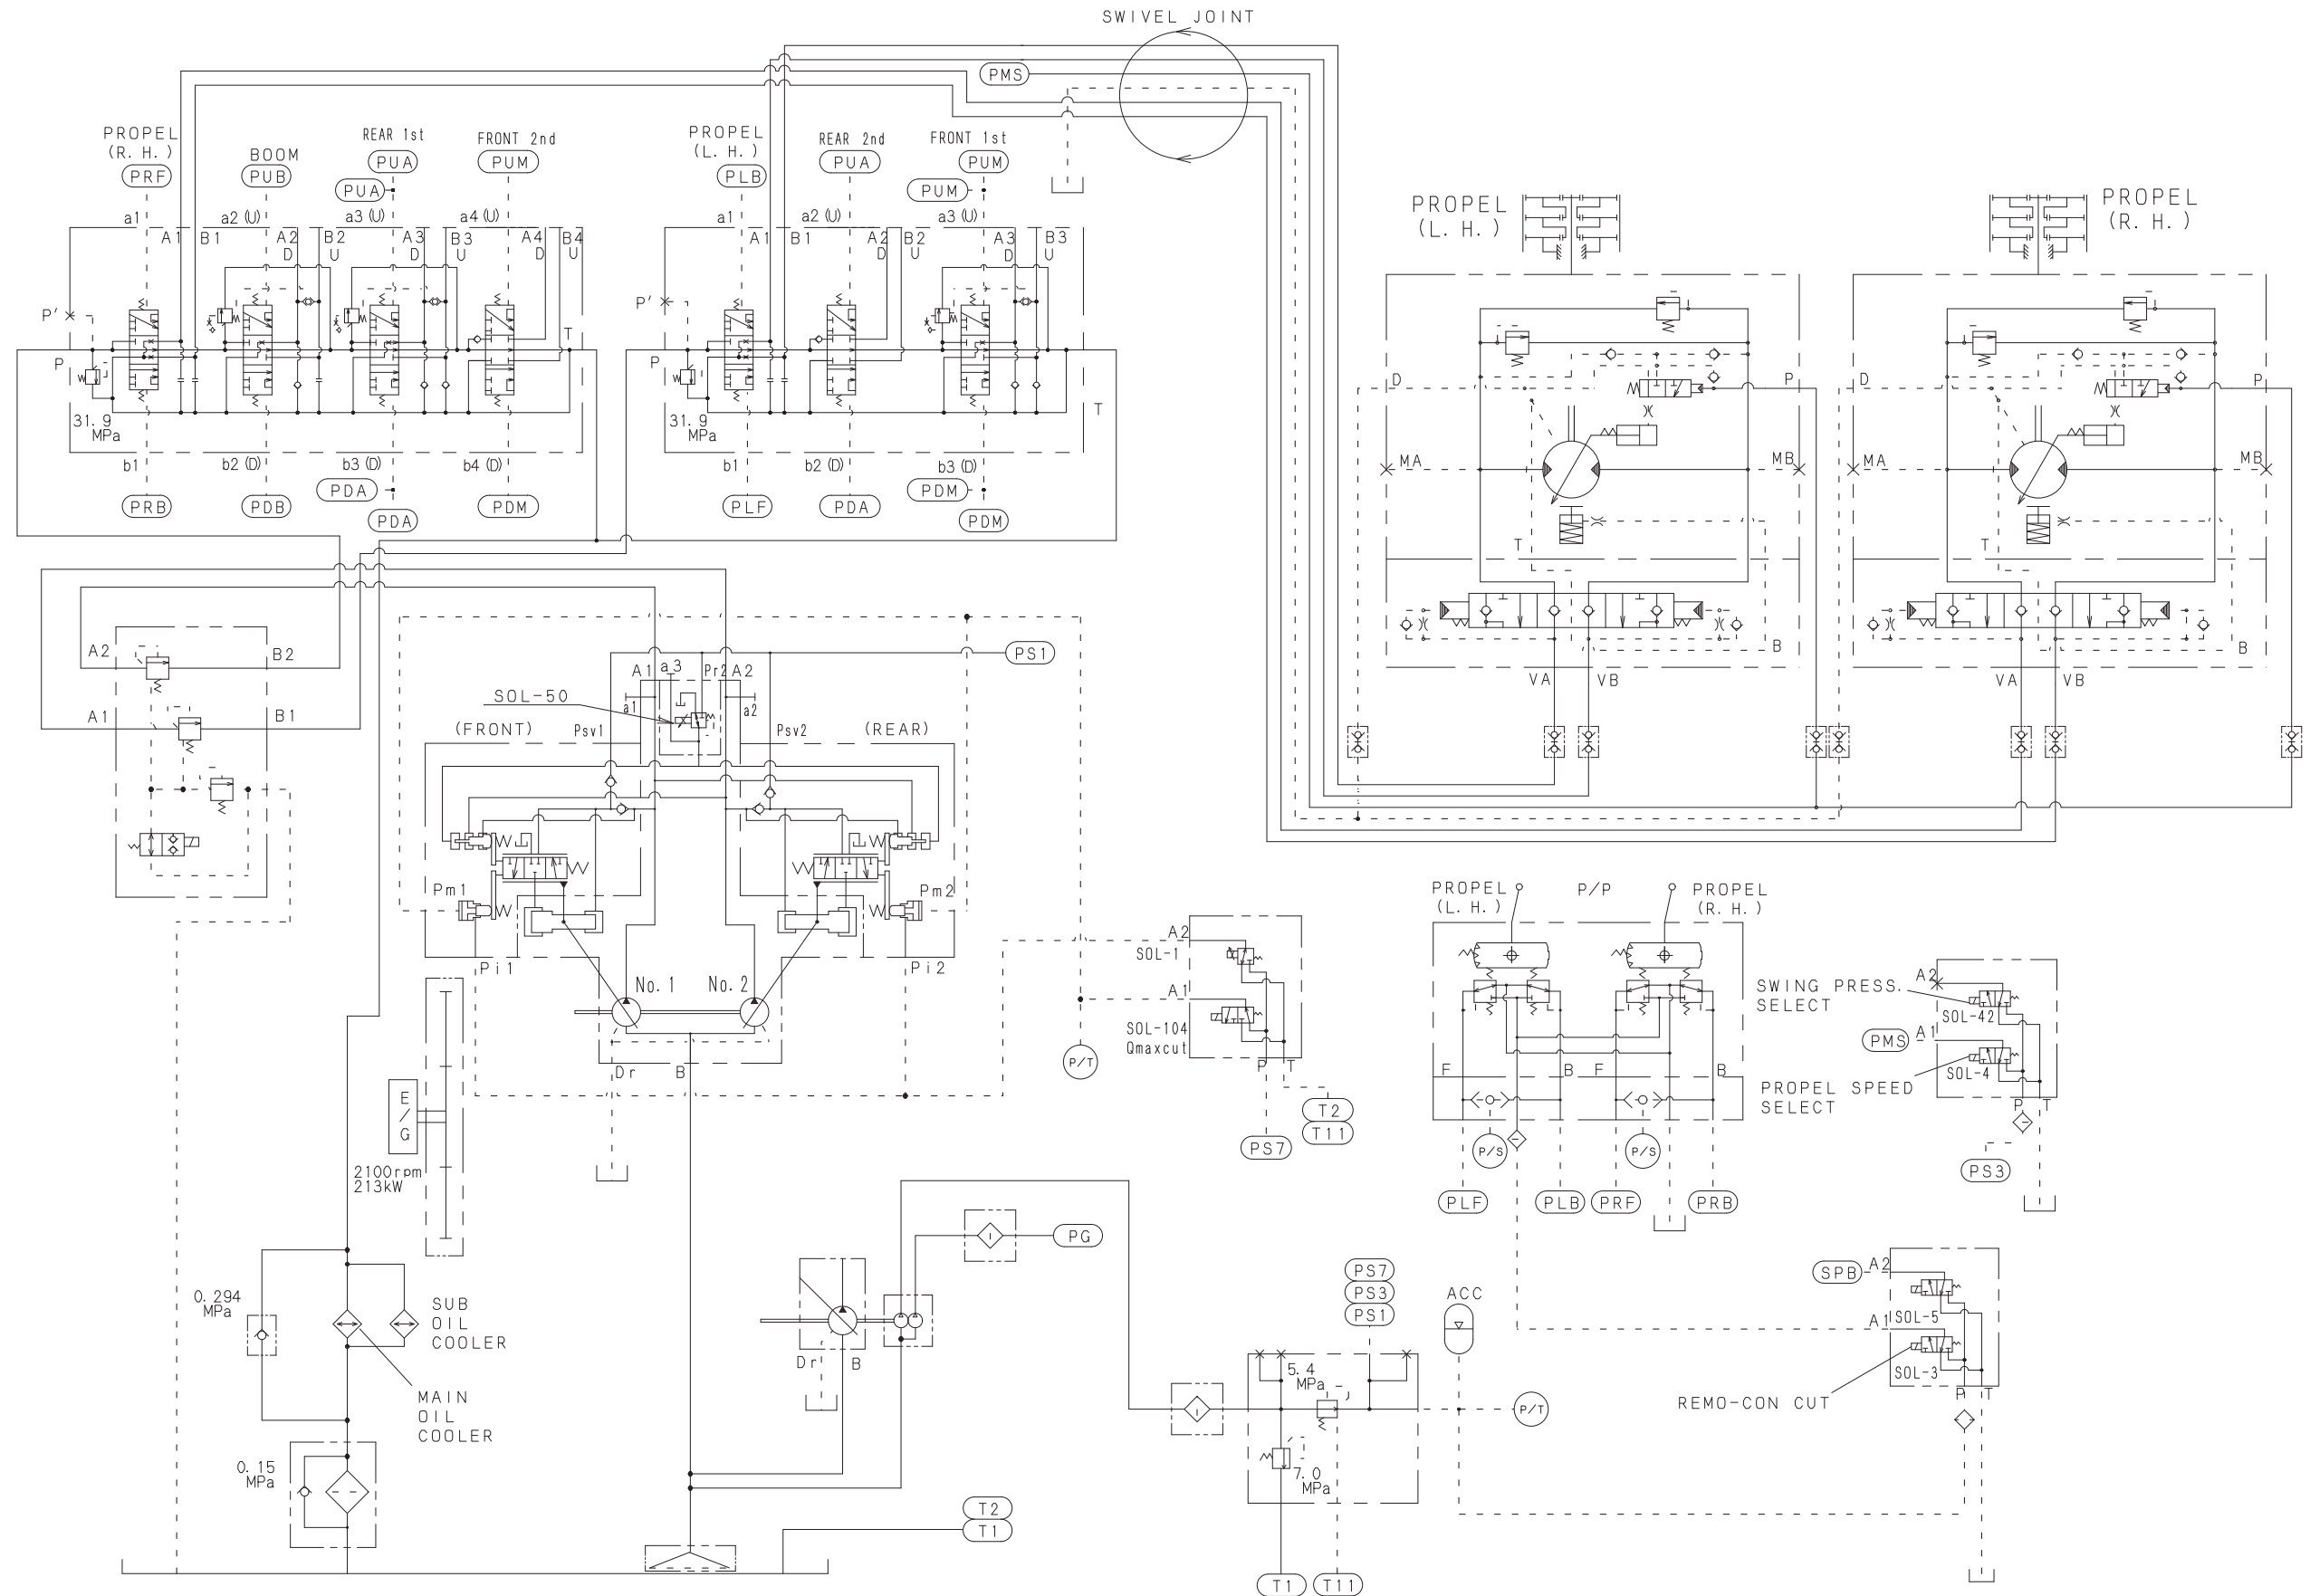 SWIVEL JOINT
PMS
PROPEL
(R. H.)
PRF
BOOM
PUB
REAR 1st
PUA
PUA
FRONT 2nd
PUM
PROPEL
(L. H.)
PLB
REAR 2nd
PUA
FRONT 1st
PUM
PUM
a1
A1
B1
a2 (U)
A2
D
B2
U
a3 (U)
A3
D
B3
U
a4 (U)
A4
D
B4
U
P'
P
T
31. 9
MPa
b1
b2 (D)
b3 (D)
b4 (D)
PRB
PDB
PDA
PDA
PDM
a1
A1
B1
a2 (U)
A2
D
B2
U
a3 (U)
A3
D
B3
U
P'
P
T
31. 9
MPa
b1
b2 (D)
b3 (D)
PLF
PDA
PDM
PDM
PROPEL
(L. H.)
D
P
MA
MB
T
B
VA
VB
PROPEL
(R. H.)
D
P
MA
MB
T
B
VA
VB
A2
B2
A1
B1
PS1
A1
a3
Pr2
A2
SOL-50
a1
a2
(FRONT)
Psv1
Psv2
(REAR)
Pm1
Pm2
Pi1
Pi2
No. 1
No. 2
Dr
B
P/T
A2
SOL-1
A1
SOL-104
Qmaxcut
P
T
T2
T11
PS7
PROPEL
(L. H.)
P/P
PROPEL
(R. H.)
F
B
F
B
P/S
P/S
PLF
PLB
PRF
PRB
SWING PRESS.
SELECT
A2
SOL-42
PMS
A1
SOL-4
PROPEL SPEED
SELECT
P
T
PS3
E
/
G
2100rpm
213kW
0. 294
MPa
SUB
OIL
COOLER
MAIN
OIL
COOLER
0. 15
MPa
PG
Dr
B
T2
T1
PS7
PS3
PS1
ACC
5. 4
MPa
7. 0
MPa
P/T
T1
T11
SPB
A2
SOL-5
A1
SOL-3
P
T
REMO-CON CUT